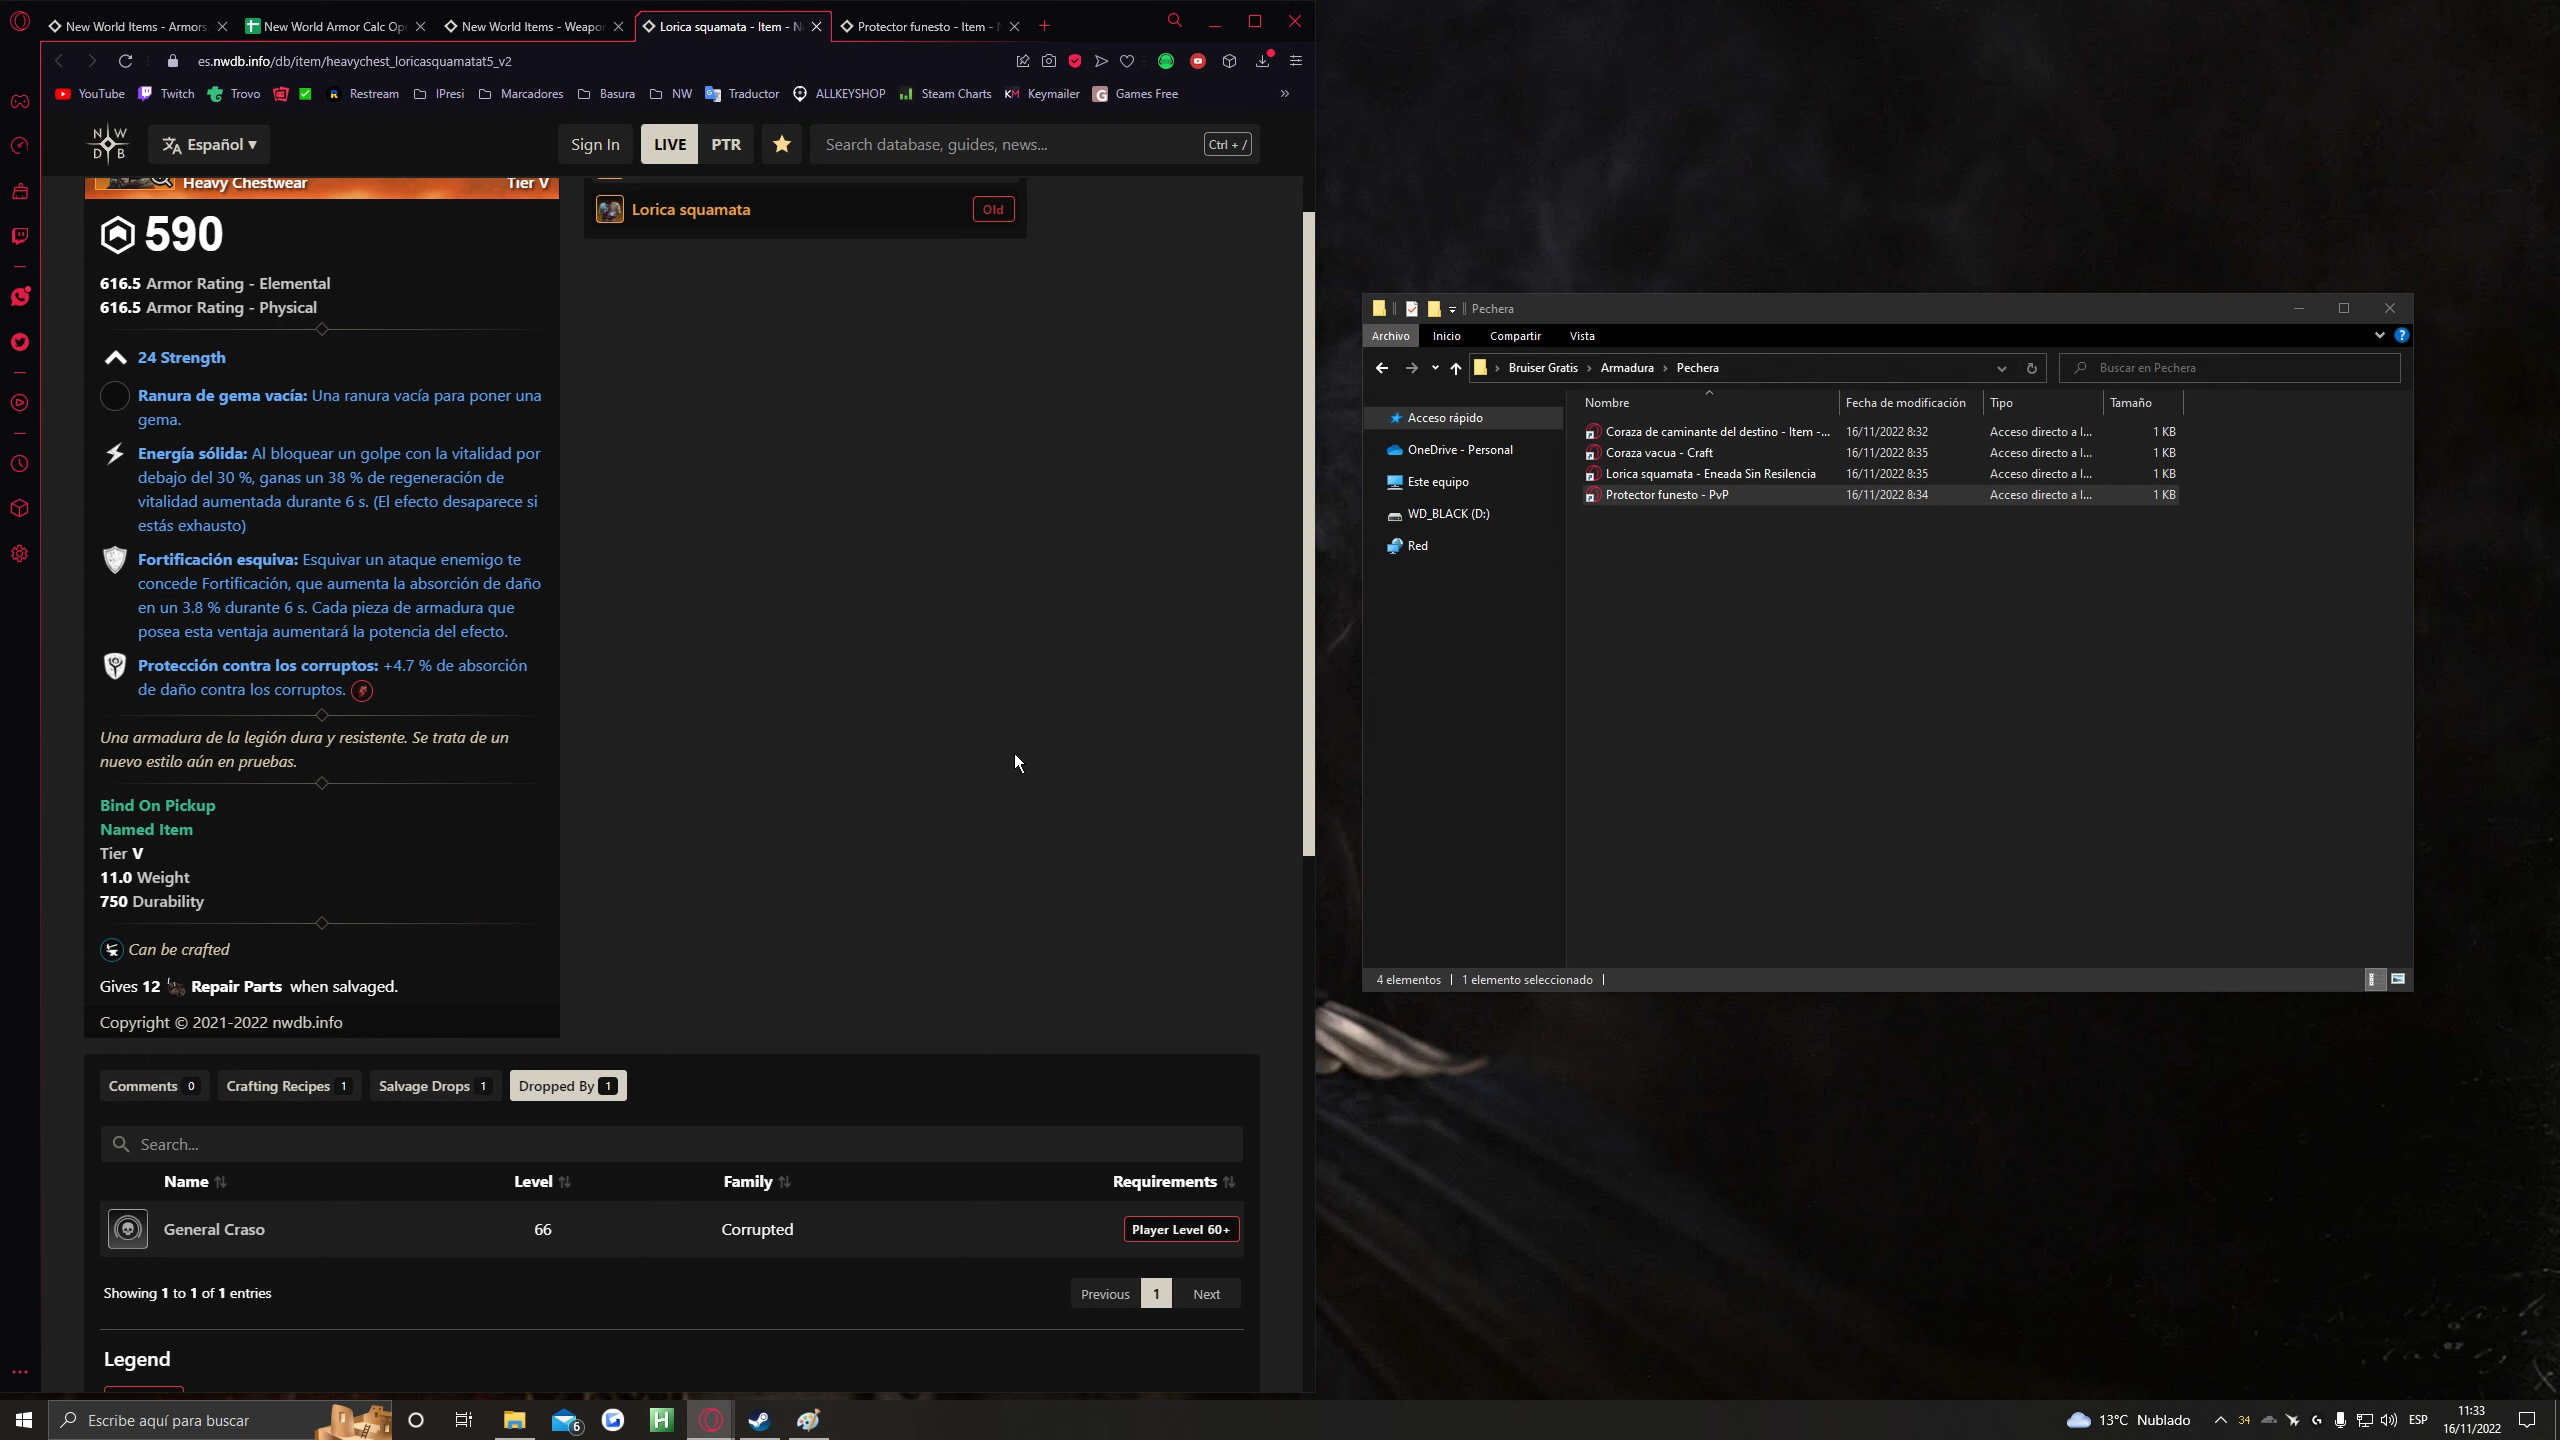 New World Items - Armors
New World Armor Calc Op
New World Items - Weapo
Lorica squamata - Item - N
Protector funesto - Item - N
es.nwdb.info/db/item/heavychest_loricasquamatat5_v2
YouTube
Twitch
Trovo
Restream
IPresi
Marcadores
Basura
NW
Traductor
ALLKEYSHOP
Steam Charts
KM Keymailer
Games Free
»
N W D B
Español ▾
Sign In
LIVE
PTR
Search database, guides, news...
Ctrl + /
Heavy Chestwear
Tier V
590
616.5 Armor Rating - Elemental
616.5 Armor Rating - Physical
24 Strength
Ranura de gema vacía: Una ranura vacía para poner una
gema.
Energía sólida: Al bloquear un golpe con la vitalidad por
debajo del 30 %, ganas un 38 % de regeneración de
vitalidad aumentada durante 6 s. (El efecto desaparece si
estás exhausto)
Fortificación esquiva: Esquivar un ataque enemigo te
concede Fortificación, que aumenta la absorción de daño
en un 3.8 % durante 6 s. Cada pieza de armadura que
posea esta ventaja aumentará la potencia del efecto.
Protección contra los corruptos: +4.7 % de absorción
de daño contra los corruptos.
Una armadura de la legión dura y resistente. Se trata de un
nuevo estilo aún en pruebas.
Bind On Pickup
Named Item
Tier V
11.0 Weight
750 Durability
Can be crafted
Gives 12 Repair Parts when salvaged.
Copyright © 2021-2022 nwdb.info
Lorica squamata
Old
Comments 0
Crafting Recipes 1
Salvage Drops 1
Dropped By 1
Search...
Name
Level
Family
Requirements
General Craso
66
Corrupted
Player Level 60+
Showing 1 to 1 of 1 entries
Previous
1
Next
Legend
Pechera
Archivo
Inicio
Compartir
Vista
Bruiser Gratis › Armadura › Pechera
Buscar en Pechera
Acceso rápido
OneDrive - Personal
Este equipo
WD_BLACK (D:)
Red
Nombre
Fecha de modificación
Tipo
Tamaño
Coraza de caminante del destino - Item -... 16/11/2022 8:32 Acceso directo a I... 1 KB
Coraza vacua - Craft 16/11/2022 8:35 Acceso directo a I... 1 KB
Lorica squamata - Eneada Sin Resilencia 16/11/2022 8:35 Acceso directo a I... 1 KB
Protector funesto - PvP 16/11/2022 8:34 Acceso directo a I... 1 KB
4 elementos
1 elemento seleccionado
Escribe aquí para buscar
6
H
13°C Nublado
34
ESP
11:33
16/11/2022